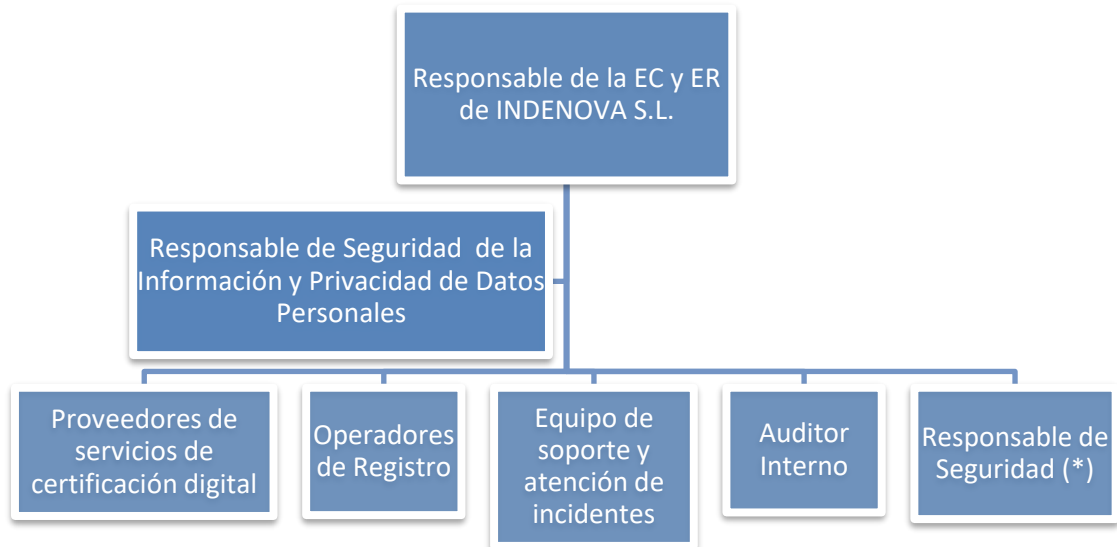 Responsable de la EC y ER
de INDENOVA S.L.
Responsable de Seguridad de la
Información y Privacidad de Datos
Personales
Proveedores de
servicios de
certificación digital
Operadores
de Registro
Equipo de
soporte y
atención de
incidentes
Auditor
Interno
Responsable de
Seguridad (*)